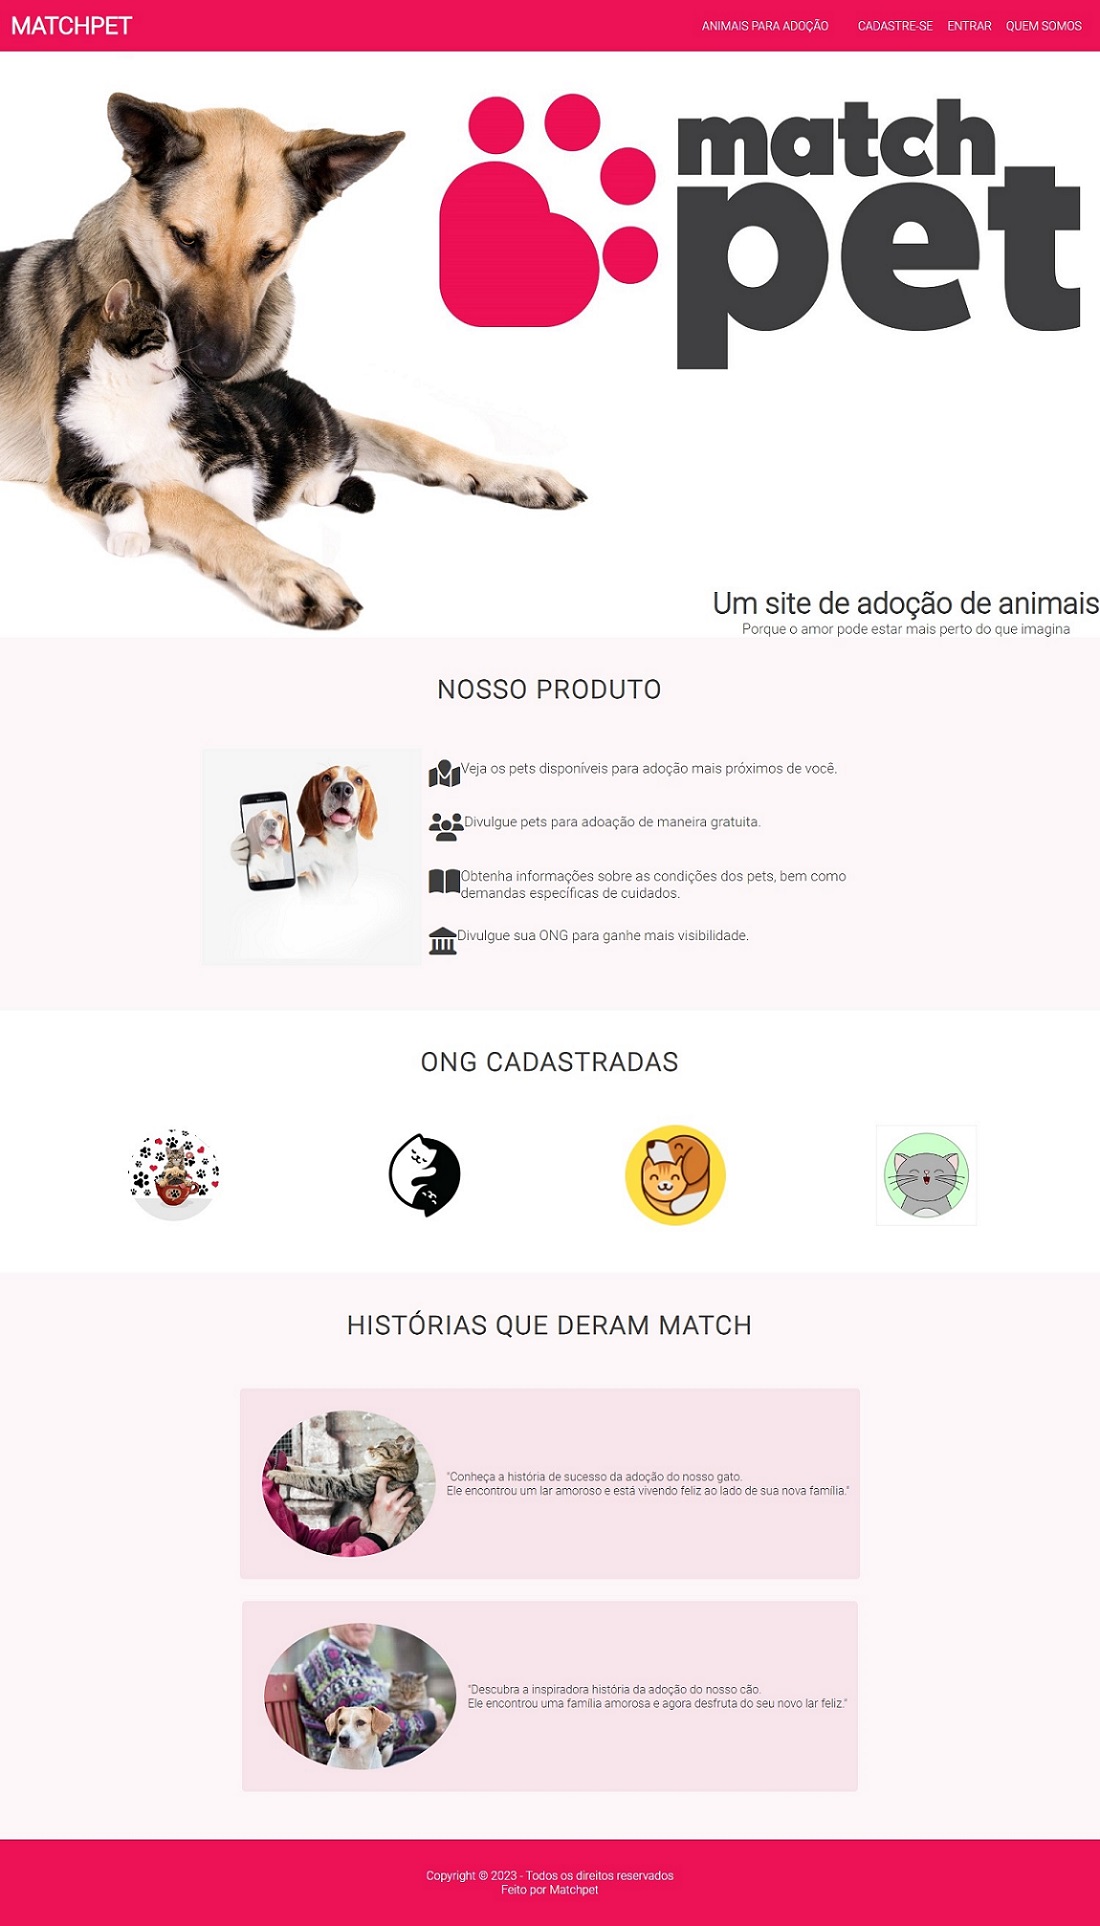 MATCHPET
ANIMAIS PARA ADOÇÃO CADASTRE-SE ENTRAR QUEM SOMOS
match
pet
Um site de adoção de animais
Porque o amor pode estar mais perto do que imagina
NOSSO PRODUTO
Veja os pets disponíveis para adoção mais próximos de você.
Divulgue pets para adoação de maneira gratuita.
Obtenha informações sobre as condições dos pets, bem como
demandas específicas de cuidados.
Divulgue sua ONG para ganhe mais visibilidade.
ONG CADASTRADAS
HISTÓRIAS QUE DERAM MATCH
"Conheça a história de sucesso da adoção do nosso gato.
Ele encontrou um lar amoroso e está vivendo feliz ao lado de sua nova família."
"Descubra a inspiradora história da adoção do nosso cão.
Ele encontrou uma família amorosa e agora desfruta do seu novo lar feliz."
Copyright © 2023 - Todos os direitos reservados
Feito por Matchpet